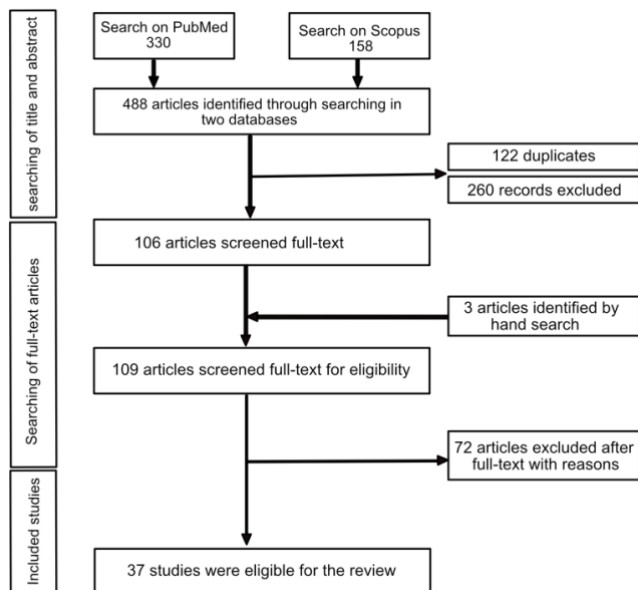 Search on PubMed
330
Search on Scopus
158
searching of title and abstract
488 articles identified through searching in
two databases
122 duplicates
260 records excluded
106 articles screened full-text
Searching of full-text articles
3 articles identified by
hand search
109 articles screened full-text for eligibility
72 articles excluded after
full-text with reasons
Included studies
37 studies were eligible for the review